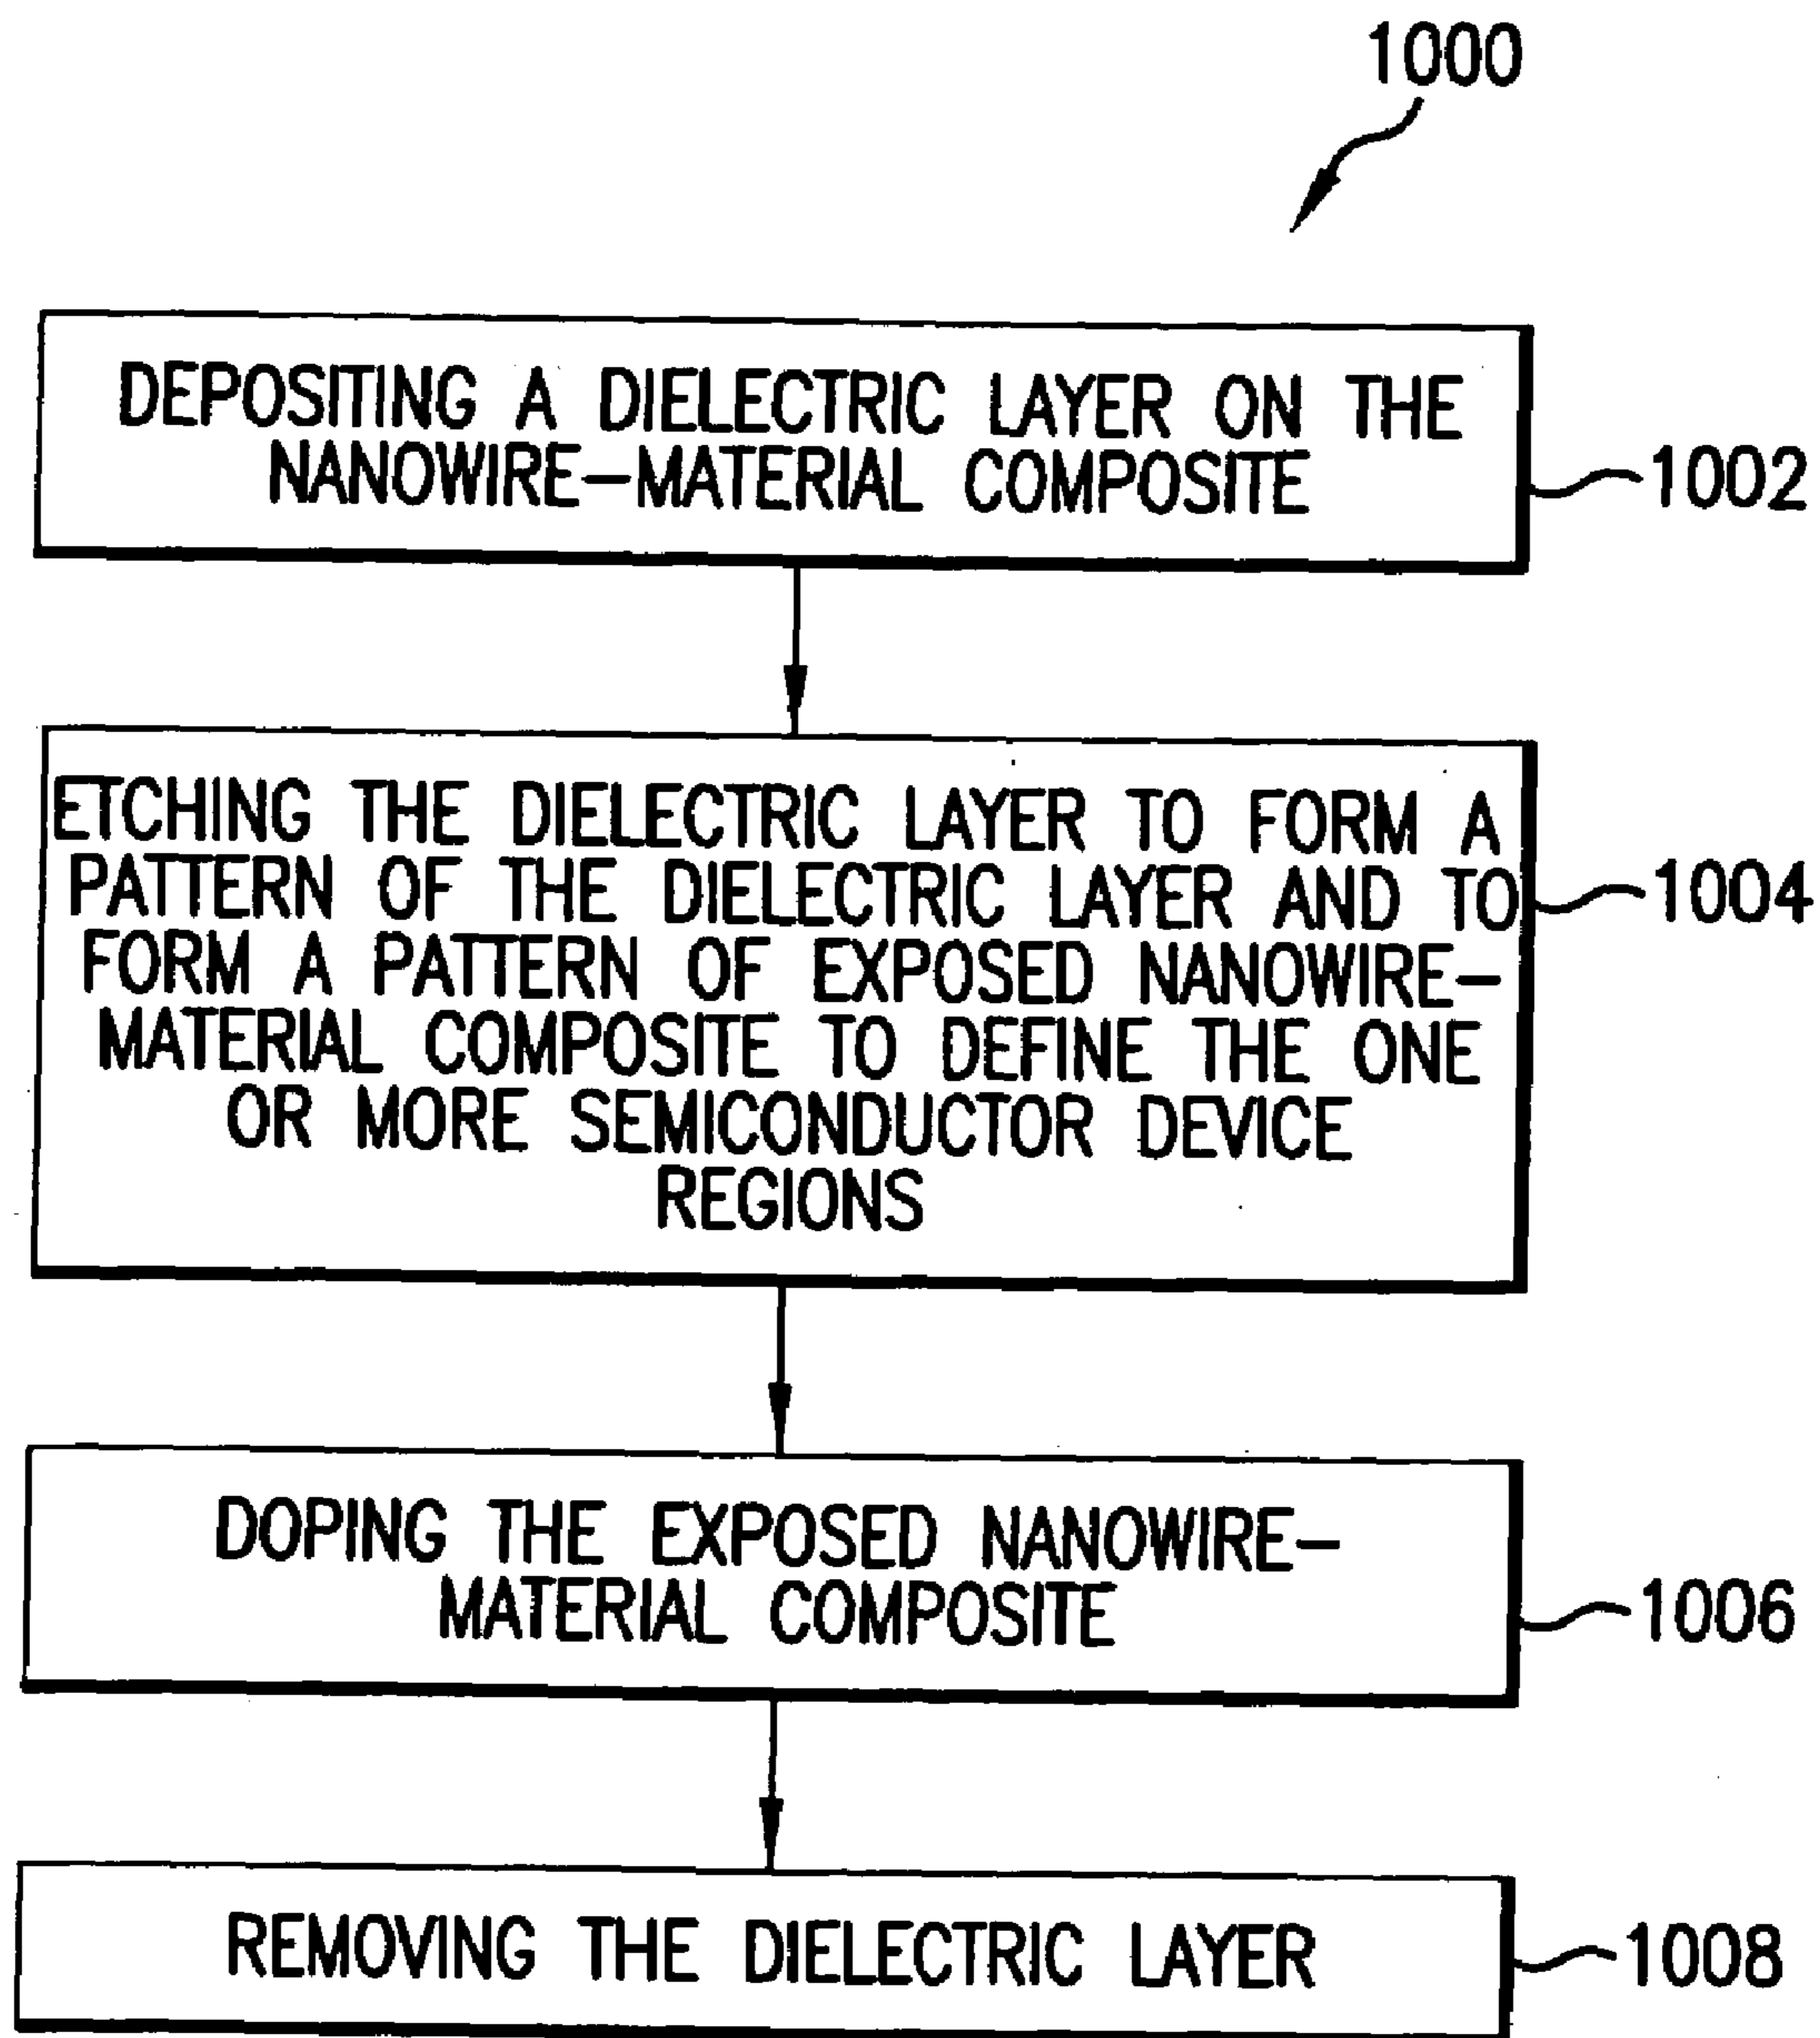 1000
DEPOSITING A DIELECTRIC LAYER ON THE
NANOWIRE-MATERIAL COMPOSITE
1002
ETCHING THE DIELECTRIC LAYER TO FORM A
PATTERN OF THE DIELECTRIC LAYER AND TO
FORM A PATTERN OF EXPOSED NANOWIRE-
MATERIAL COMPOSITE TO DEFINE THE ONE
OR MORE SEMICONDUCTOR DEVICE
REGIONS
1004
DOPING THE EXPOSED NANOWIRE-
MATERIAL COMPOSITE
1006
REMOVING THE DIELECTRIC LAYER
1008